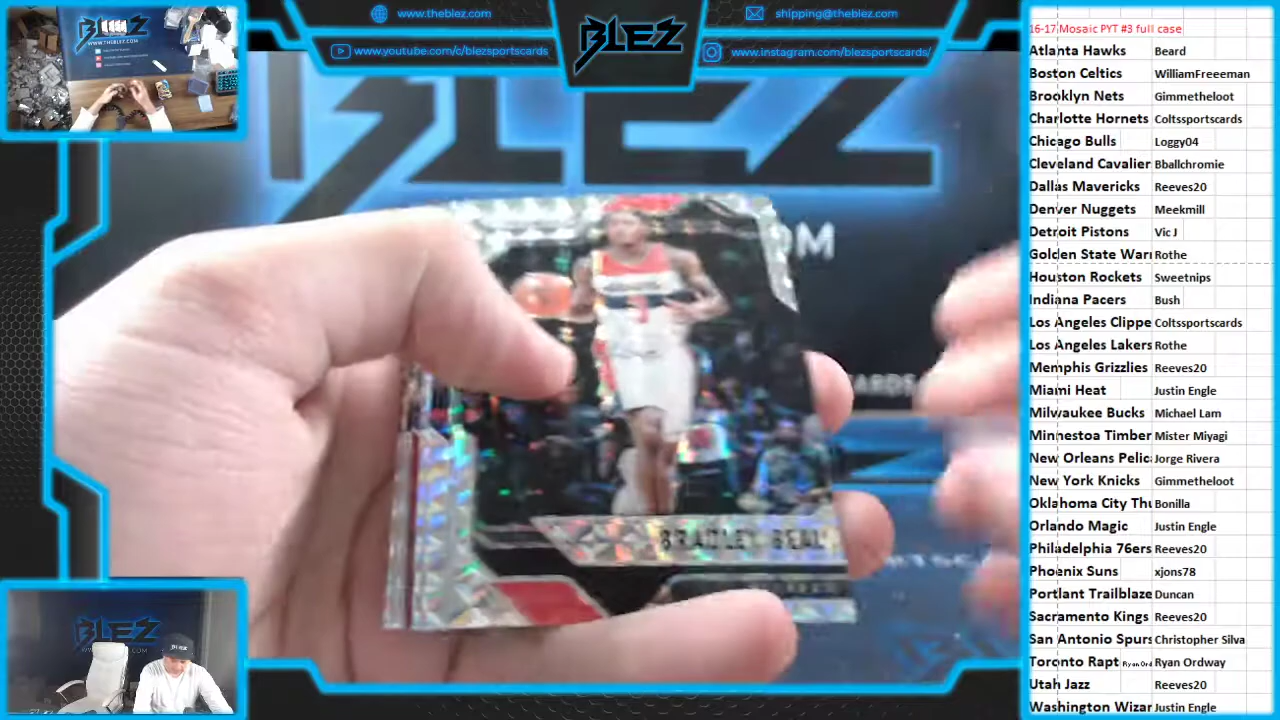 www.theblez.com
shipping@theblez.com
www.youtube.com/c/blezsportscards
BLEZ
www.instagram.com/blezsportscards/
BLEZ
BRADLEY BEAL
16-17 Mosaic PYT #3 full case
Atlanta Hawks Beard
Boston Celtics WilliamFreeeman
Brooklyn Nets Gimmetheloot
Charlotte Hornets Coltssportscards
Chicago Bulls Loggy04
Cleveland Cavalier Bballchromie
Dallas Mavericks Reeves20
Denver Nuggets Meekmill
Detroit Pistons Vic J
Golden State Warı Rothe
Houston Rockets Sweetnips
Indiana Pacers Bush
Los Angeles Clippe Coltssportscards
Los Angeles Lakers Rothe
Memphis Grizzlies Reeves20
Miami Heat Justin Engle
Milwaukee Bucks Michael Lam
Minnestoa Timber Mister Miyagi
New Orleans Pelic Jorge Rivera
New York Knicks Gimmetheloot
Oklahoma City Thu Bonilla
Orlando Magic Justin Engle
Philadelphia 76ers Reeves20
Phoenix Suns xjons78
Portlant Trailblaze Duncan
Sacramento Kings Reeves20
San Antonio Spurs Christopher Silva
Toronto Rapt Ryan Ord Ryan Ordway
Utah Jazz Reeves20
Washington Wizar Justin Engle